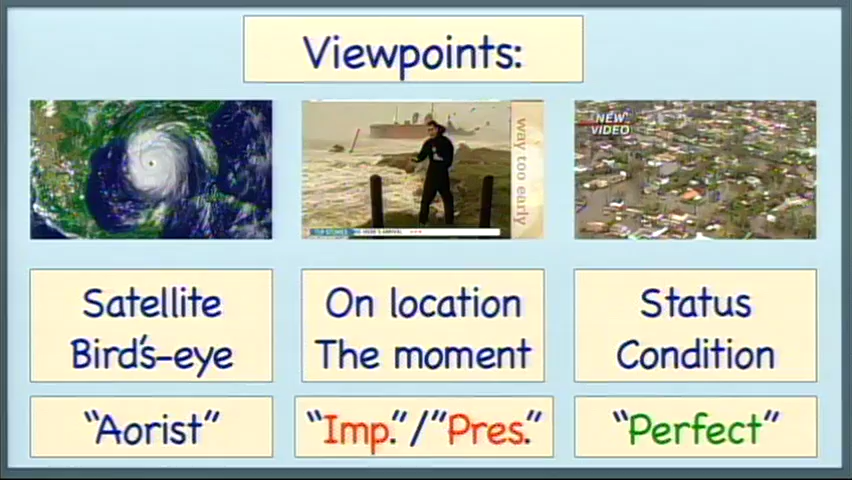 Viewpoints:
way too early
"NEW"
VIDEO
TOP STORIES
Satellite
Bird's-eye
On location
The moment
Status
Condition
"Aorist"
"Imp."/"Pres."
"Perfect"